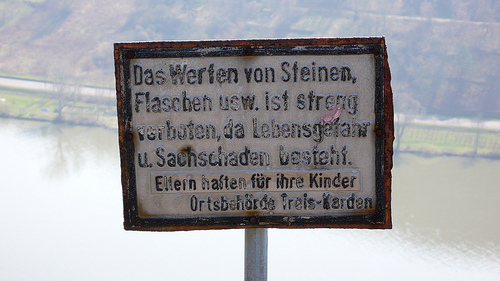 Das Werfen von Steinen,
Flaschen usw. ist streng
verboten, da Lebensgefahr
u. Sachschaden besteht.
Eltern haften für ihre Kinder
Ortsbehörde Treis-Karden